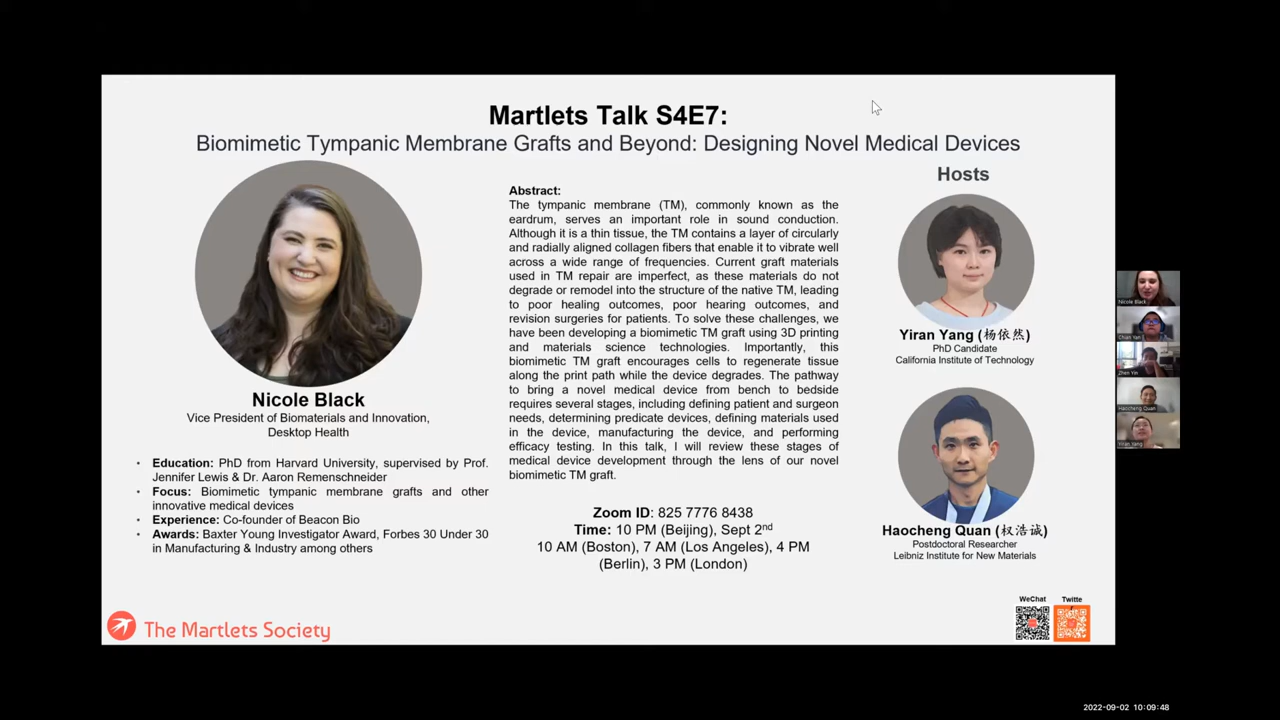 Martlets Talk S4E7:
Biomimetic Tympanic Membrane Grafts and Beyond: Designing Novel Medical Devices
Nicole Black
Vice President of Biomaterials and Innovation,
Desktop Health
• Education: PhD from Harvard University, supervised by Prof.
Jennifer Lewis & Dr. Aaron Remenschneider
• Focus: Biomimetic tympanic membrane grafts and other
innovative medical devices
• Experience: Co-founder of Beacon Bio
• Awards: Baxter Young Investigator Award, Forbes 30 Under 30
in Manufacturing & Industry among others
Abstract:
The tympanic membrane (TM), commonly known as the
eardrum, serves an important role in sound conduction.
Although it is a thin tissue, the TM contains a layer of circularly
and radially aligned collagen fibers that enable it to vibrate well
across a wide range of frequencies. Current graft materials
used in TM repair are imperfect, as these materials do not
degrade or remodel into the structure of the native TM, leading
to poor healing outcomes, poor hearing outcomes, and
revision surgeries for patients. To solve these challenges, we
have been developing a biomimetic TM graft using 3D printing
and materials science technologies. Importantly, this
biomimetic TM graft encourages cells to regenerate tissue
along the print path while the device degrades. The pathway
to bring a novel medical device from bench to bedside
requires several stages, including defining patient and surgeon
needs, determining predicate devices, defining materials used
in the device, manufacturing the device, and performing
efficacy testing. In this talk, I will review these stages of
medical device development through the lens of our novel
biomimetic TM graft.
Zoom ID: 825 7776 8438
Time: 10 PM (Beijing), Sept 2nd
10 AM (Boston), 7 AM (Los Angeles), 4 PM
(Berlin), 3 PM (London)
Hosts
Yiran Yang (杨依然)
PhD Candidate
California Institute of Technology
Haocheng Quan (权浩诚)
Postdoctoral Researcher
Leibniz Institute for New Materials
WeChat
Twitte
r
The Martlets Society
Nicole Black
Chan Yan
Zhen Yin
Haocheng Quan
Yiran Yang
2022-09-02 10:09:48